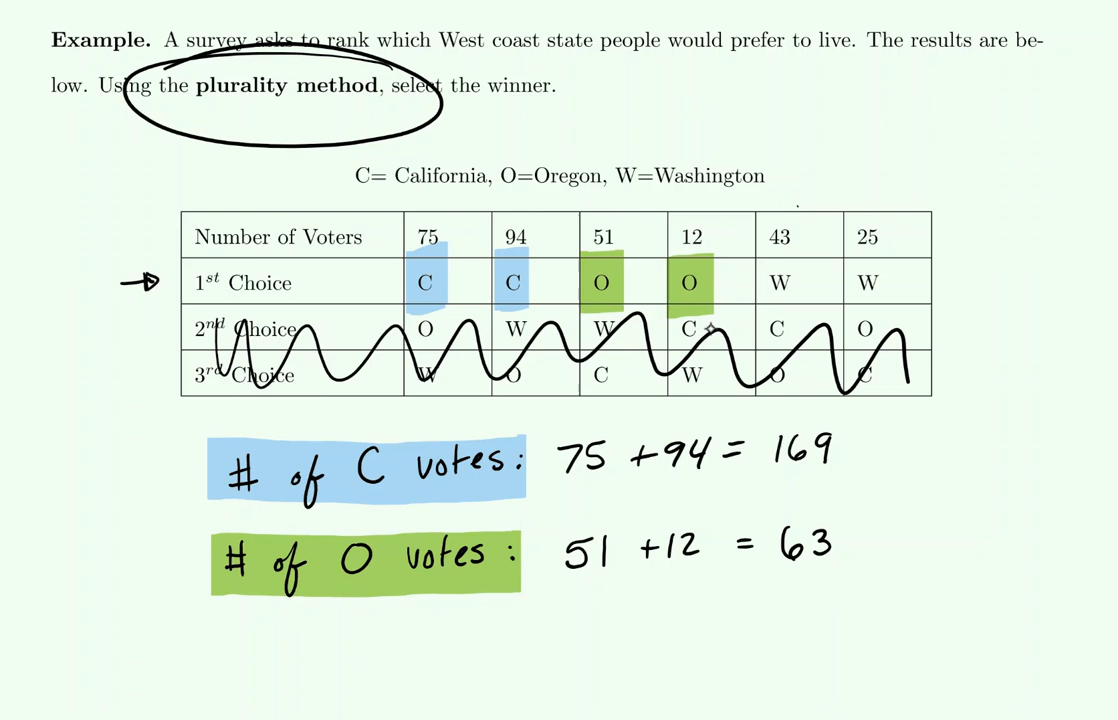 Example. A survey asks to rank which West coast state people would prefer to live. The results are be-
low. Using the plurality method, select the winner.
C= California, O=Oregon, W=Washington
Number of Voters 75 94 51 12 43 25
1st Choice C C O O W W
2nd Choice O W W C C O
3rd Choice W O C W O C
# of C votes: 75 +94 = 169
# of O votes: 51 +12 = 63